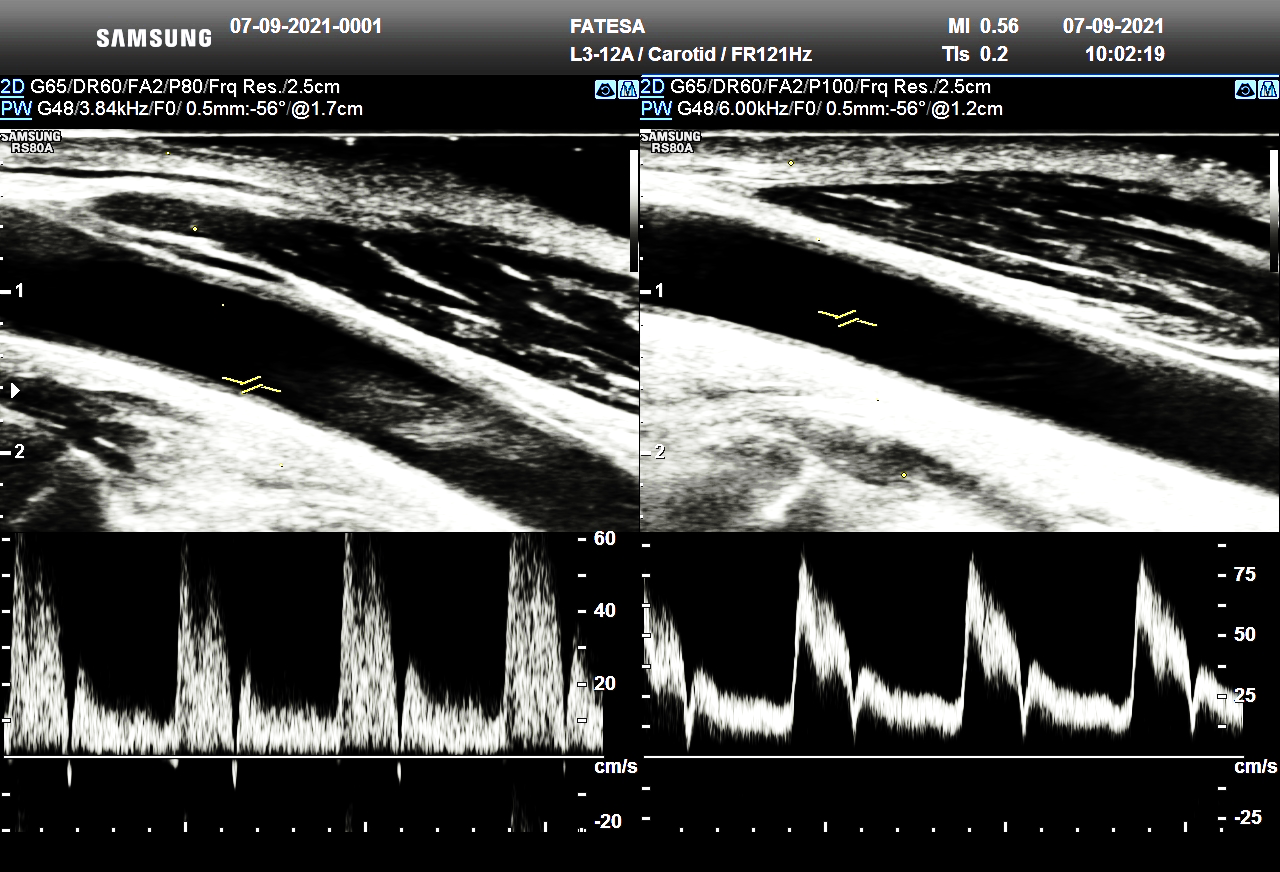 SAMSUNG 07-09-2021-0001 FATESA MI 0.56 07-09-2021
L3-12A / Carotid / FR121Hz TIs 0.2 10:02:19
2D G65/DR60/FA2/P80/Frq Res./2.5cm
PW G48/3.84kHz/F0/ 0.5mm:-56°/@1.7cm
SAMSUNG
RS80A
1
2
60
40
20
cm/s
-20
2D G65/DR60/FA2/P100/Frq Res./2.5cm
PW G48/6.00kHz/F0/ 0.5mm:-56°/@1.2cm
SAMSUNG
RS80A
1
2
75
50
25
cm/s
-25